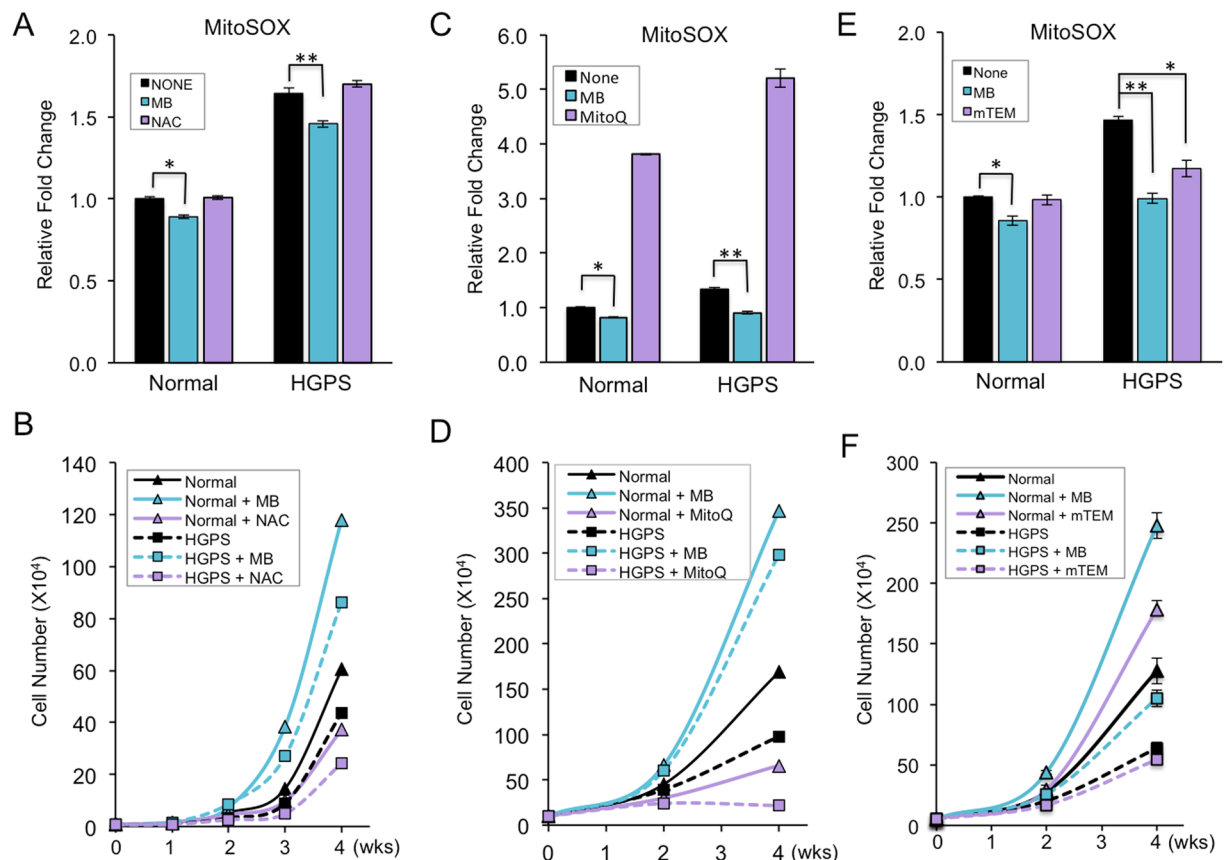 A
MitoSOX
Relative Fold Change
2.0
1.5
1.0
0.5
0.0
NONE
MB
NAC
*
**
Normal HGPS
C
MitoSOX
Relative Fold Change
6.0
5.0
4.0
3.0
2.0
1.0
0.0
None
MB
MitoQ
*
**
Normal HGPS
E
MitoSOX
Relative Fold Change
2.0
1.5
1.0
0.5
0.0
None
MB
mTEM
*
**
*
Normal HGPS
B
Cell Number (X10⁴)
140
120
100
80
60
40
20
0
Normal
Normal + MB
Normal + NAC
HGPS
HGPS + MB
HGPS + NAC
0 1 2 3 4 (wks)
D
Cell Number (X10⁴)
400
350
300
250
200
150
100
50
0
Normal
Normal + MB
Normal + MitoQ
HGPS
HGPS + MB
HGPS + MitoQ
0 1 2 3 4 (wks)
F
Cell Number (X10⁴)
300
250
200
150
100
50
0
Normal
Normal + MB
Normal + mTEM
HGPS
HGPS + MB
HGPS + mTEM
0 1 2 3 4 (wks)